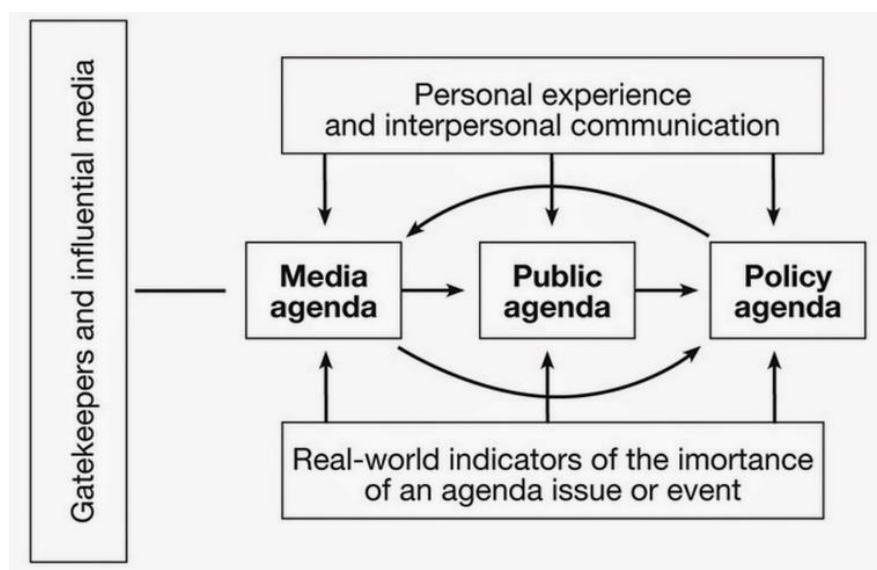 Gatekeepers and influential media
Personal experience
and interpersonal communication
Media
agenda
Public
agenda
Policy
agenda
Real-world indicators of the imortance
of an agenda issue or event